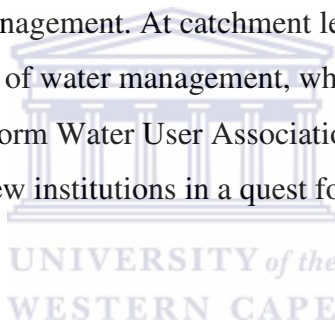 nagement. At catchment le
of water management, wh
orm Water User Association
ew institutions in a quest fo
UNIVERSITY of the
WESTERN CAPE